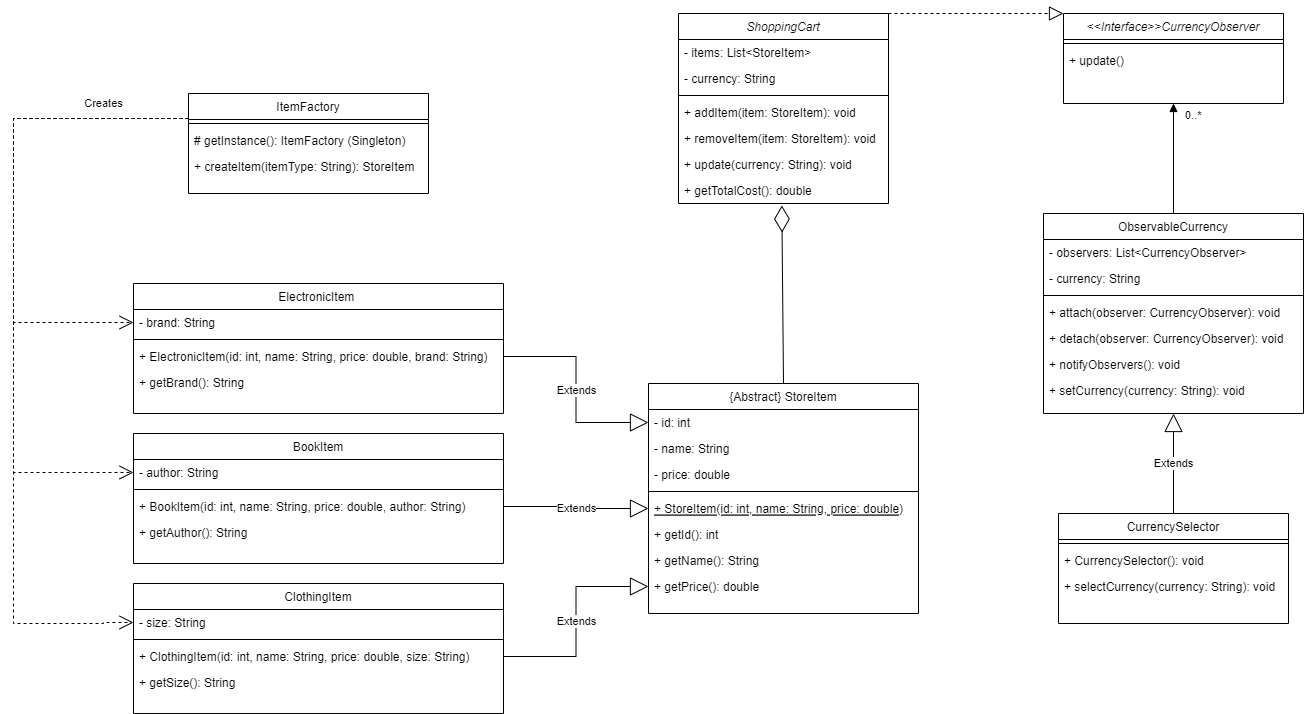 Creates
ItemFactory
# getInstance(): ItemFactory (Singleton)
+ createItem(itemType: String): StoreItem
ShoppingCart
- items: List<StoreItem>
- currency: String
+ addItem(item: StoreItem): void
+ removeItem(item: StoreItem): void
+ update(currency: String): void
+ getTotalCost(): double
<<Interface>>CurrencyObserver
+ update()
0..*
ObservableCurrency
- observers: List<CurrencyObserver>
- currency: String
+ attach(observer: CurrencyObserver): void
+ detach(observer: CurrencyObserver): void
+ notifyObservers(): void
+ setCurrency(currency: String): void
Extends
CurrencySelector
+ CurrencySelector(): void
+ selectCurrency(currency: String): void
ElectronicItem
- brand: String
+ ElectronicItem(id: int, name: String, price: double, brand: String)
+ getBrand(): String
Extends
BookItem
- author: String
+ BookItem(id: int, name: String, price: double, author: String)
+ getAuthor(): String
Extends
ClothingItem
- size: String
+ ClothingItem(id: int, name: String, price: double, size: String)
+ getSize(): String
Extends
{Abstract} StoreItem
- id: int
- name: String
- price: double
+ StoreItem(id: int, name: String, price: double)
+ getId(): int
+ getName(): String
+ getPrice(): double